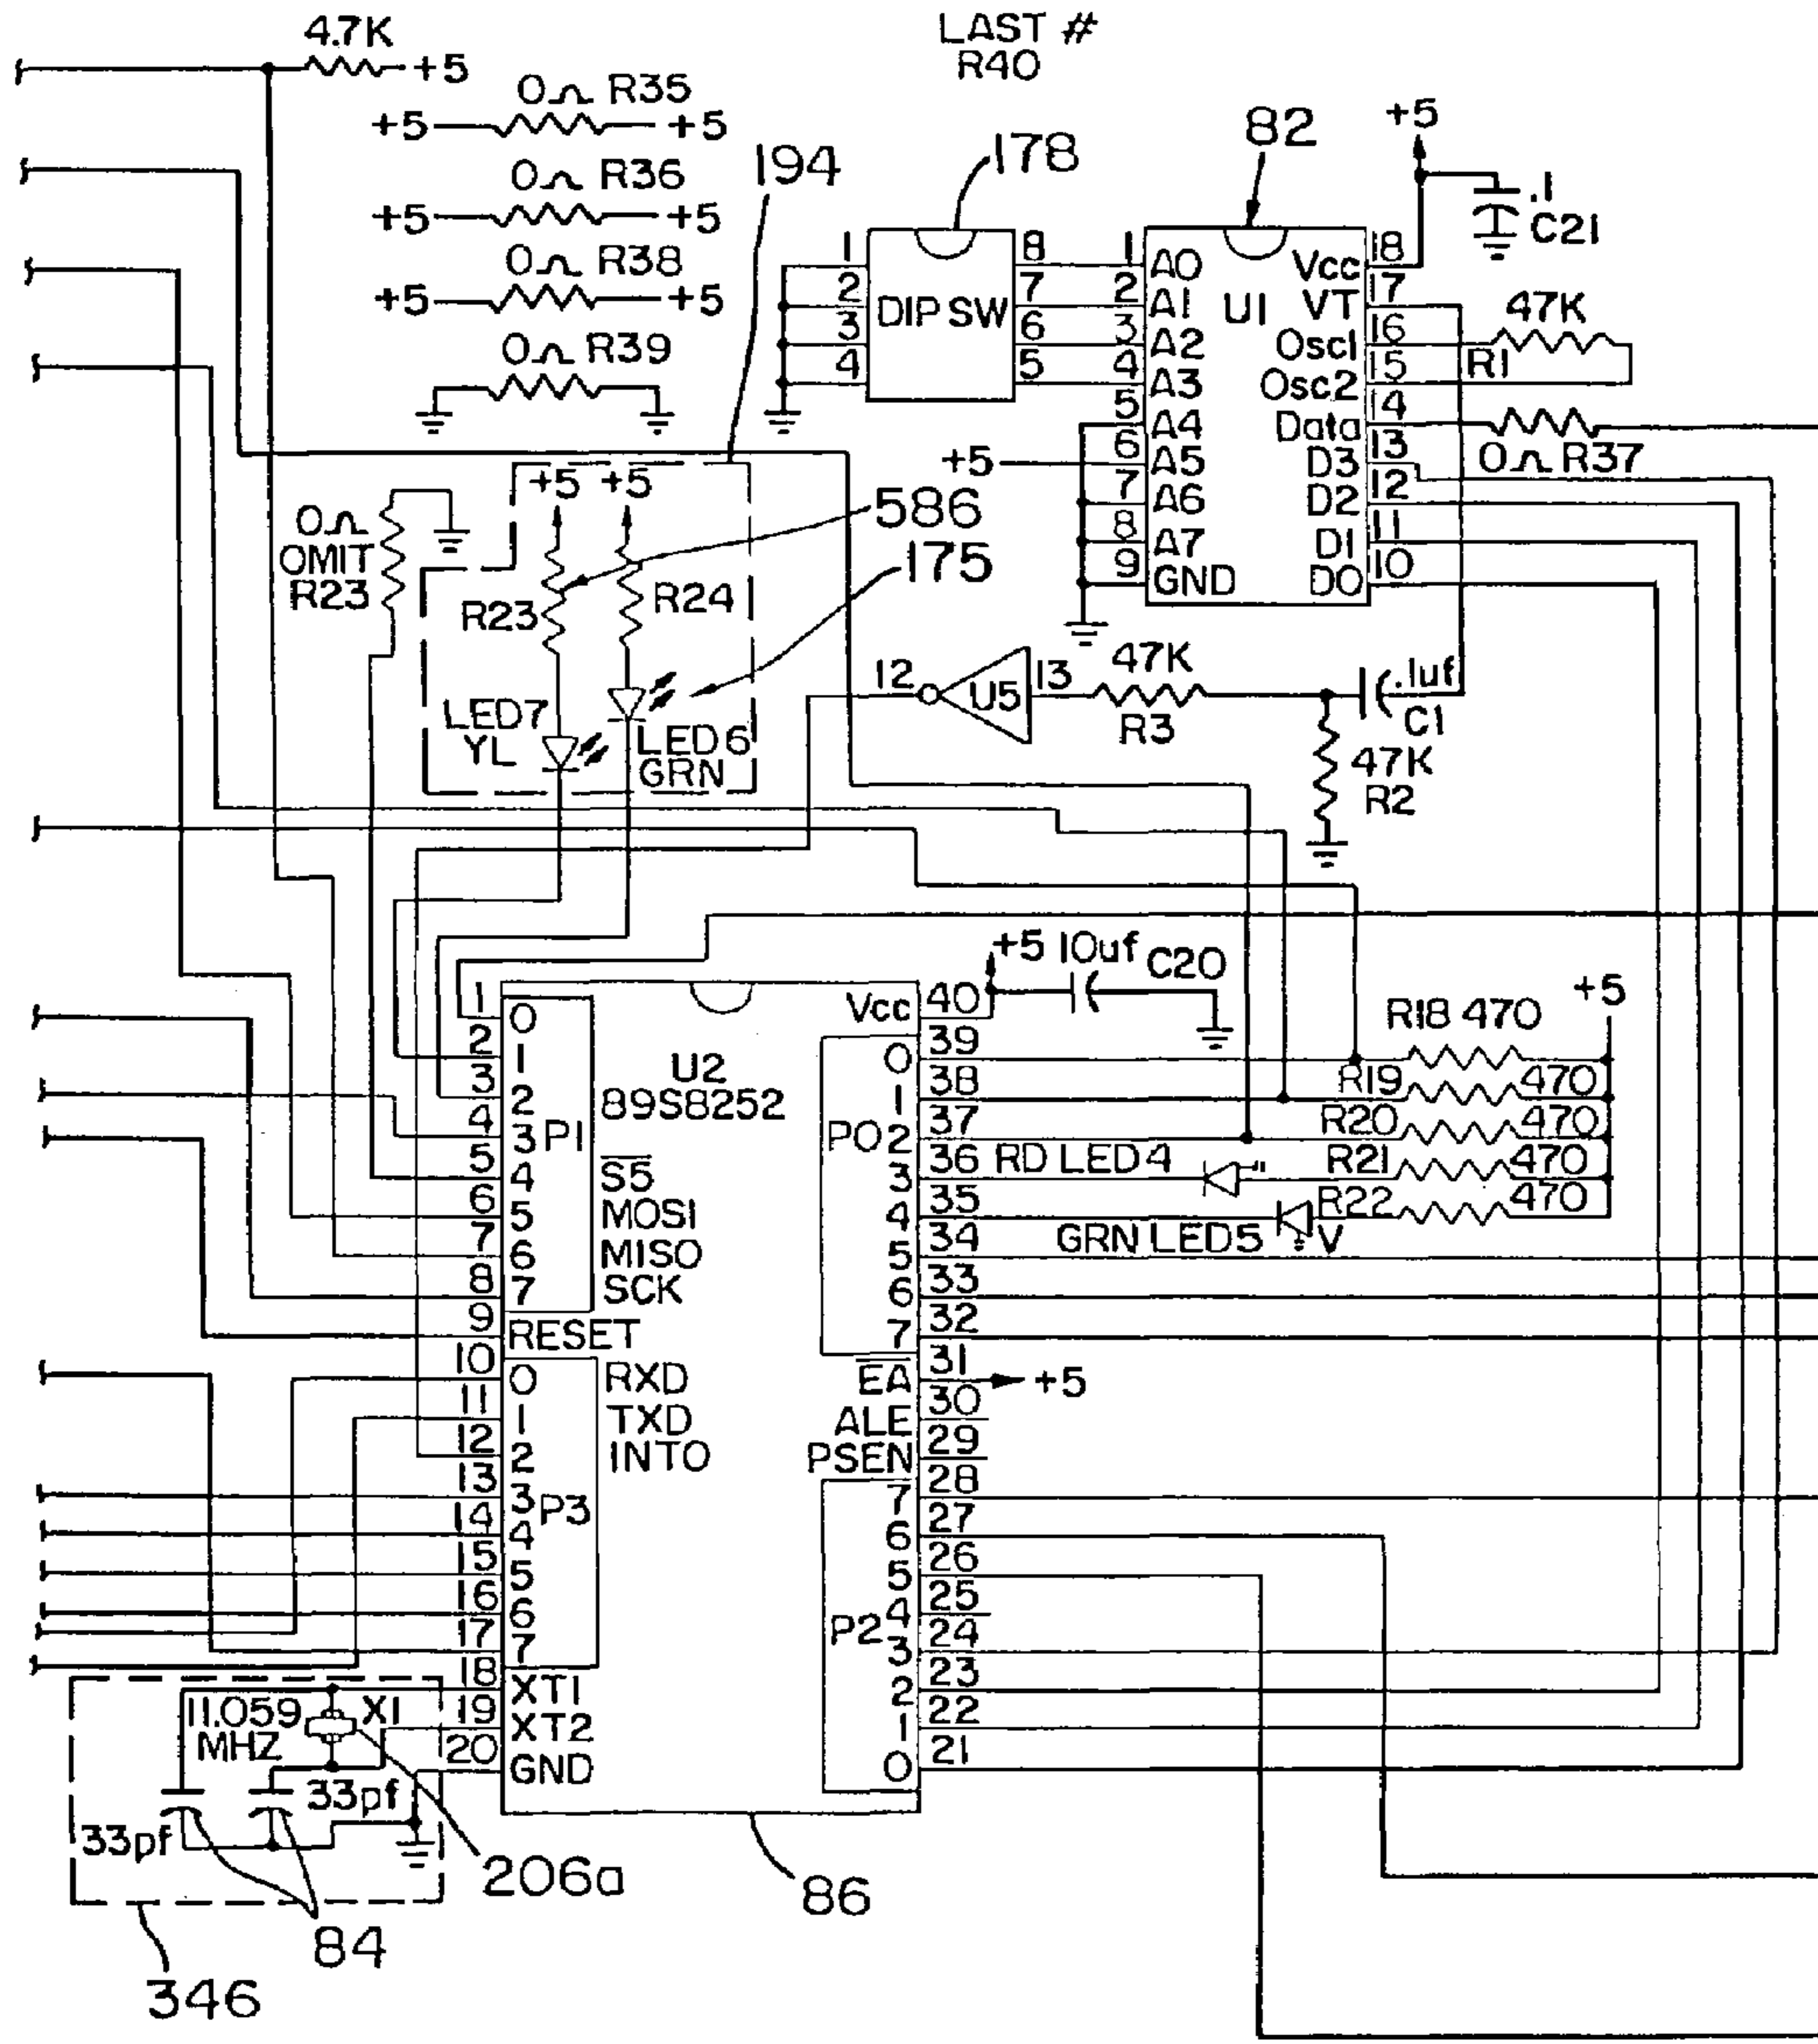 LAST #
R40
4.7K
+5
0Ω R35
+5 +5
0Ω R36
+5 +5
0Ω R38
+5 +5
0Ω R39
194
178
82
+5
.1
C21
1 8
2 7
3 6
4 5
DIP SW
U1
1 A0
2 A1
3 A2
4 A3
5 A4
6 A5
+5
7 A6
8 A7
9 GND
Vcc 18
VT 17
Osc1 16
Osc2 15
Data 14
D3 13
D2 12
D1 11
D0 10
47K
R1
0Ω R37
0Ω
OMIT
R23
+5 +5
586
175
R23
R24
LED7
YL
LED6
GRN
12 U5 13
47K
R3
.1uf
C1
47K
R2
+5 10uf C20
U2
89S8252
P1
1 0
2 1
3 2
4 3
5 4 S5
6 5 MOSI
7 6 MISO
8 7 SCK
9 RESET
P3
10 0 RXD
11 1 TXD
12 2 INTO
13 3
14 4
15 5
16 6
17 7
18 XT1
19 XT2
20 GND
Vcc 40
P0
0 39
1 38
2 37
3 36
4 35
5 34
6 33
7 32
EA 31
+5
ALE 30
PSEN 29
P2
7 28
6 27
5 26
4 25
3 24
2 23
1 22
0 21
+5
R18 470
R19 470
R20 470
RD LED4 R21 470
R22 470
GRN LED5 V
11.059
MHZ
X1
33pf
33pf
206a
86
84
346